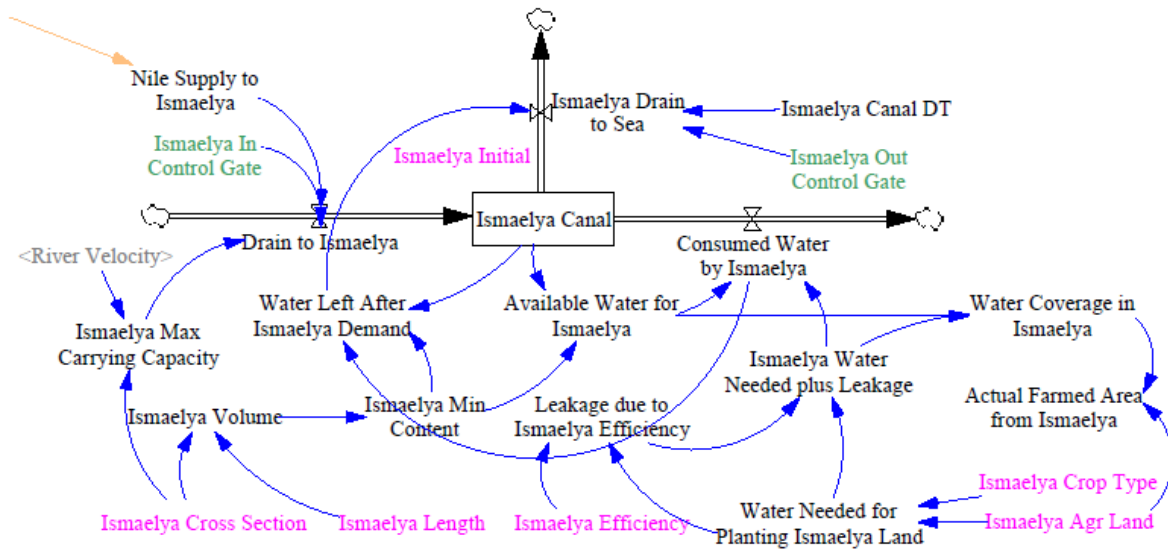 Nile Supply to
Ismaelya
Ismaelya In
Control Gate
Ismaelya Initial
Ismaelya Drain
to Sea
Ismaelya Canal DT
Ismaelya Out
Control Gate
Ismaelya Canal
Drain to Ismaelya
<River Velocity>
Consumed Water
by Ismaelya
Water Left After
Ismaelya Demand
Available Water for
Ismaelya
Water Coverage in
Ismaelya
Ismaelya Max
Carrying Capacity
Ismaelya Water
Needed plus Leakage
Ismaelya Volume
Ismaelya Min
Content
Leakage due to
Ismaelya Efficiency
Actual Farmed Area
from Ismaelya
Ismaelya Cross Section
Ismaelya Length
Ismaelya Efficiency
Water Needed for
Planting Ismaelya Land
Ismaelya Crop Type
Ismaelya Agr Land